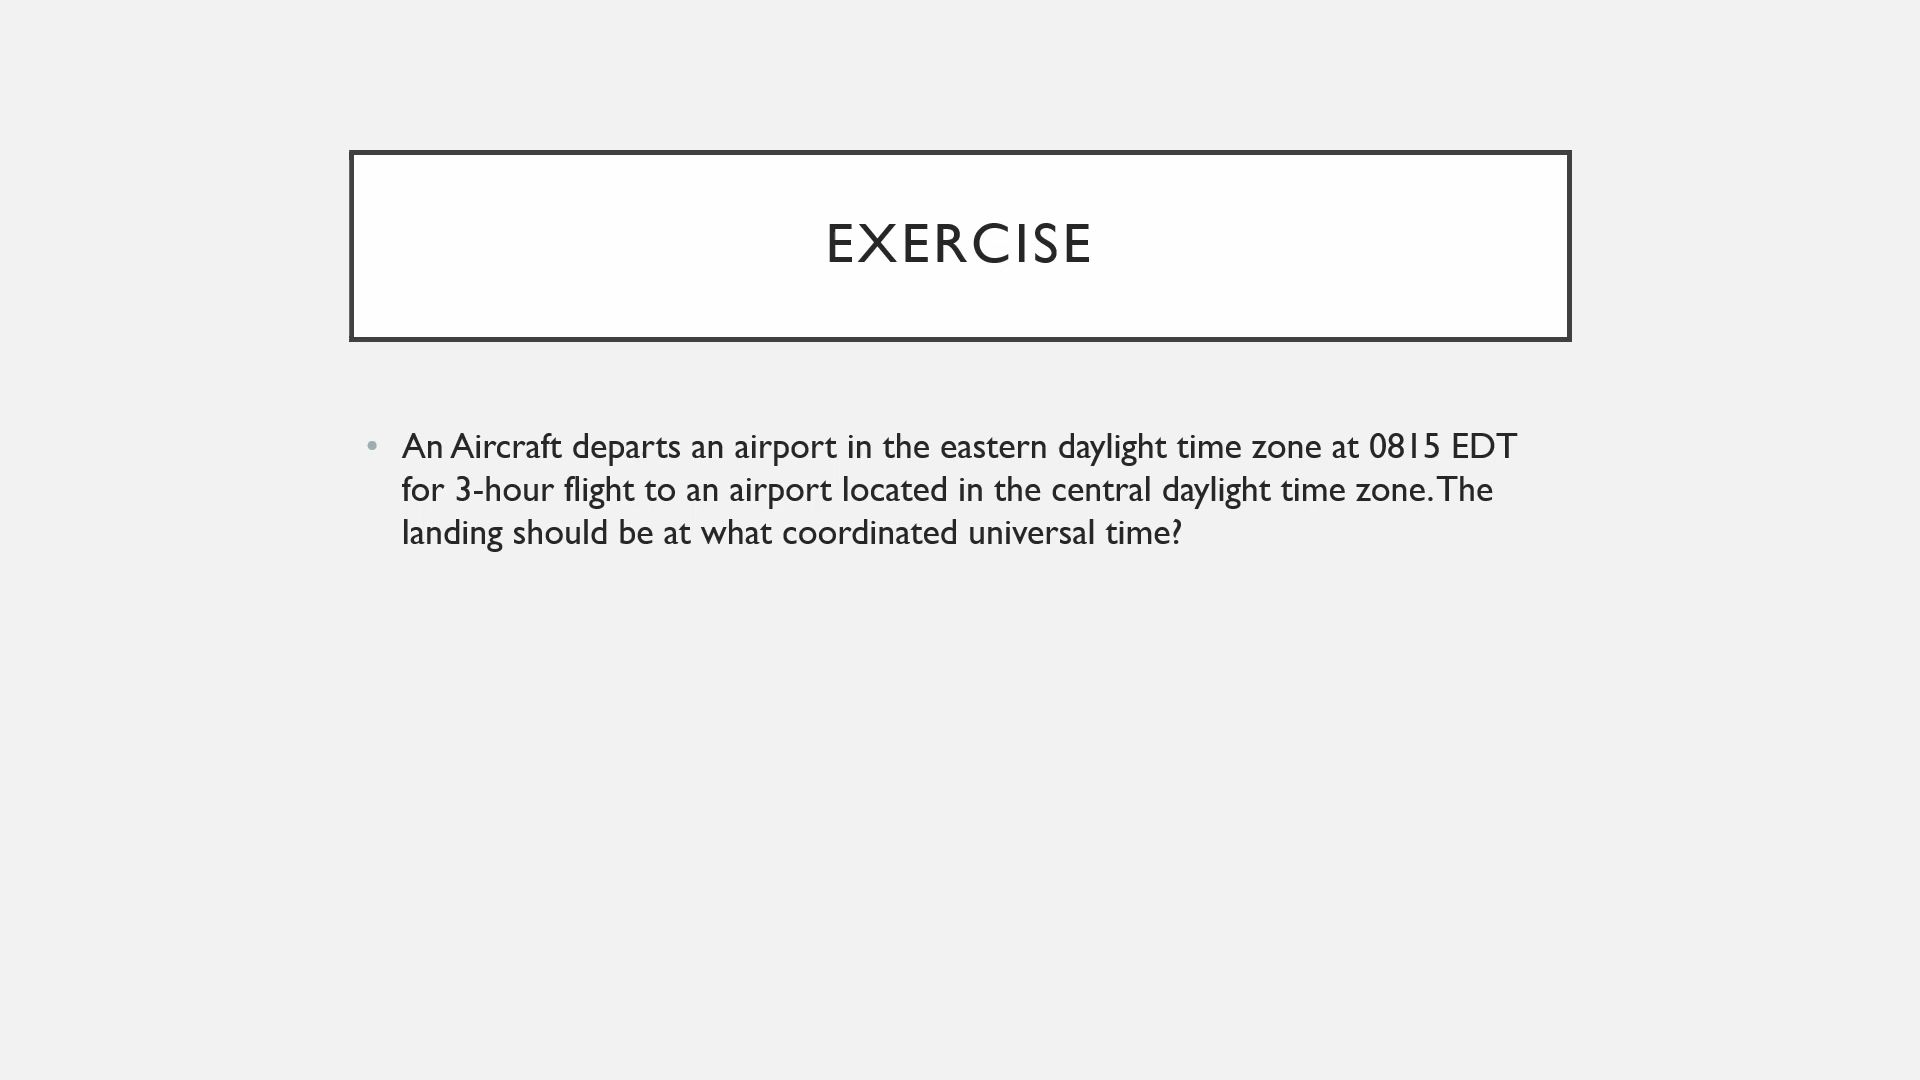 EXERCISE
• An Aircraft departs an airport in the eastern daylight time zone at 0815 EDT
for 3-hour flight to an airport located in the central daylight time zone. The
landing should be at what coordinated universal time?